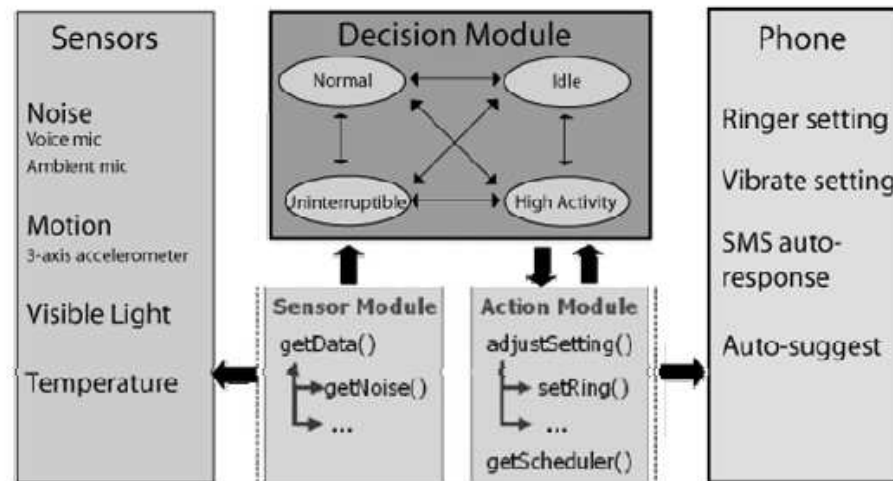 Sensors
Noise
Voice mic
Ambient mic
Motion
3-axis accelerometer
Visible Light
Temperature
Decision Module
Normal
Idle
Uninterruptible
High Activity
Sensor Module
getData()
getNoise()
...
Action Module
adjustSetting()
setRing()
...
getScheduler()
Phone
Ringer setting
Vibrate setting
SMS auto-
response
Auto-suggest